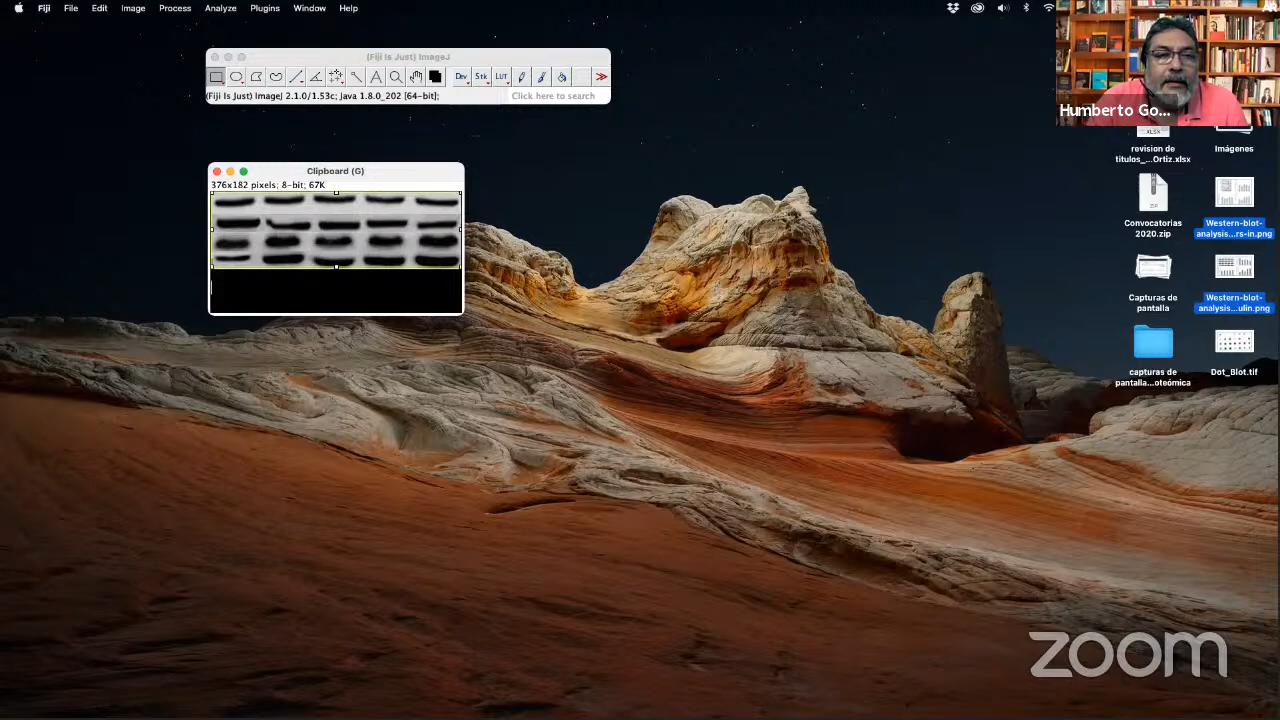 Fiji File Edit Image Process Analyze Plugins Window Help
(Fiji Is Just) ImageJ
Dev Stk LUT
(Fiji Is Just) ImageJ 2.1.0/1.53c; Java 1.8.0_202 [64-bit];
Click here to search
Clipboard (G)
376x182 pixels; 8-bit; 67K
Humberto Go...
XLSX
revision de
titulos_...Ortiz.xlsx
Imágenes
ZIP
Convocatorias
2020.zip
Western-blot-
analysis...rs-in.png
Capturas de
pantalla
Western-blot-
analysis...ulin.png
capturas de
pantalla...oteómica
Dot_Blot.tif
zoom